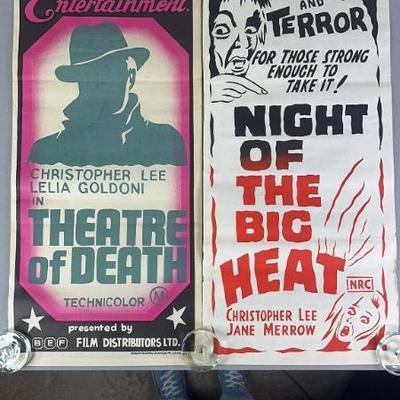 Entertainment
CHRISTOPHER LEE
LELIA GOLDONI
IN
THEATRE
of DEATH
TECHNICOLOR M
presented by
BEF FILM DISTRIBUTORS LTD.
AND
TERROR
FOR THOSE STRONG
ENOUGH TO
TAKE IT!
NIGHT
OF
THE
BIG
HEAT
NRC
CHRISTOPHER LEE
JANE MERROW